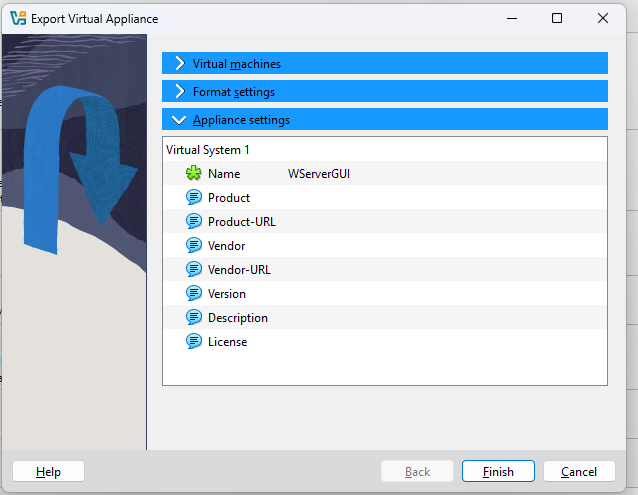 Export Virtual Appliance
Virtual machines
Format settings
Appliance settings
Virtual System 1
Name WServerGUI
Product
Product-URL
Vendor
Vendor-URL
Version
Description
License
Help Back Finish Cancel